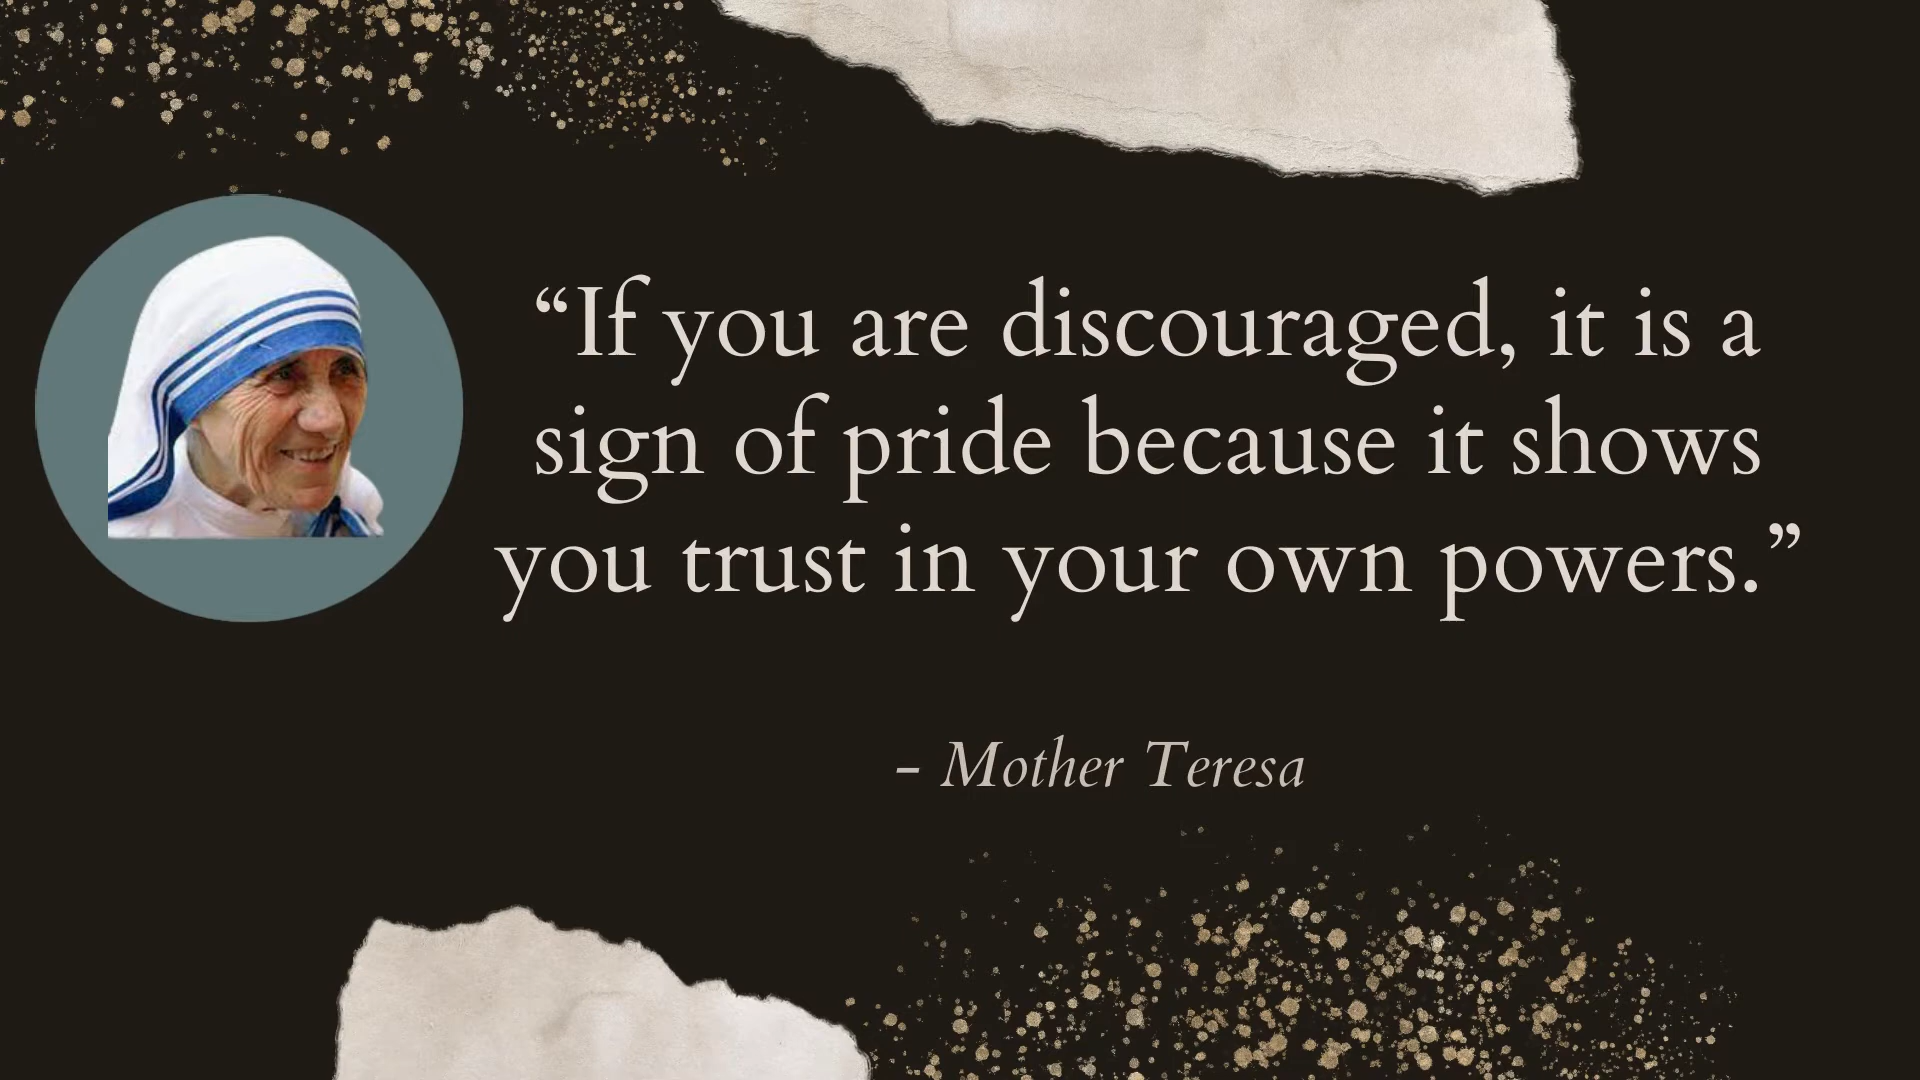 “If you are discouraged, it is a
sign of pride because it shows
you trust in your own powers.”
- Mother Teresa